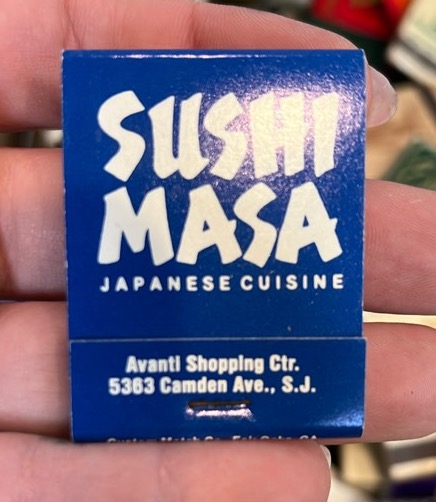 SUSHI
MASA
JAPANESE CUISINE
Avanti Shopping Ctr.
5363 Camden Ave., S.J.